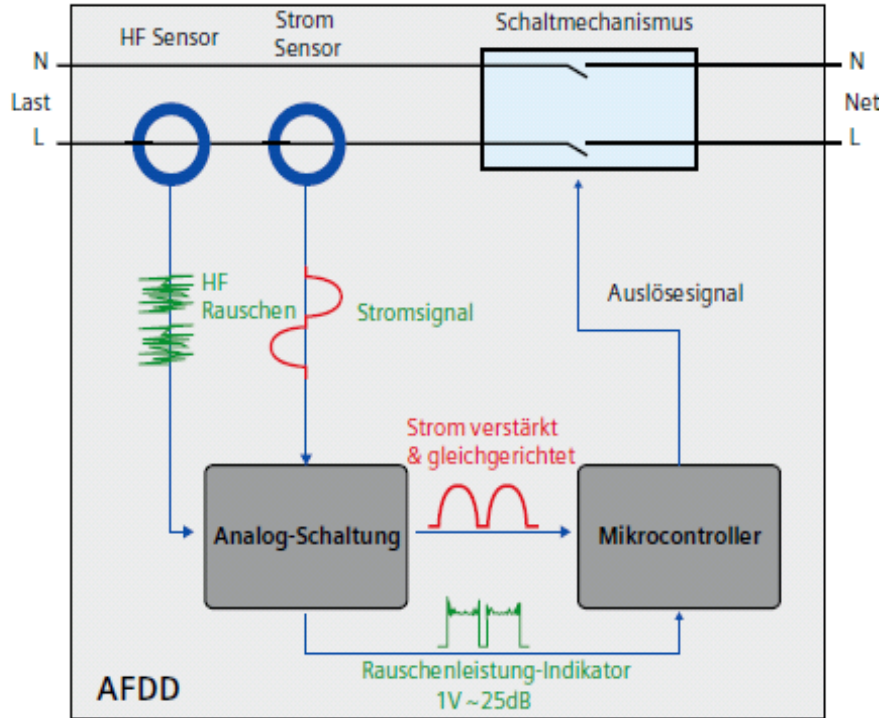 HF Sensor
Strom
Sensor
Schaltmechanismus
N
N
Last
Net
L
L
HF
Rauschen
Stromsignal
Auslösesignal
Strom verstärkt
& gleichgerichtet
Analog-Schaltung
Mikrocontroller
Rauschenleistung-Indikator
1V ~25dB
AFDD